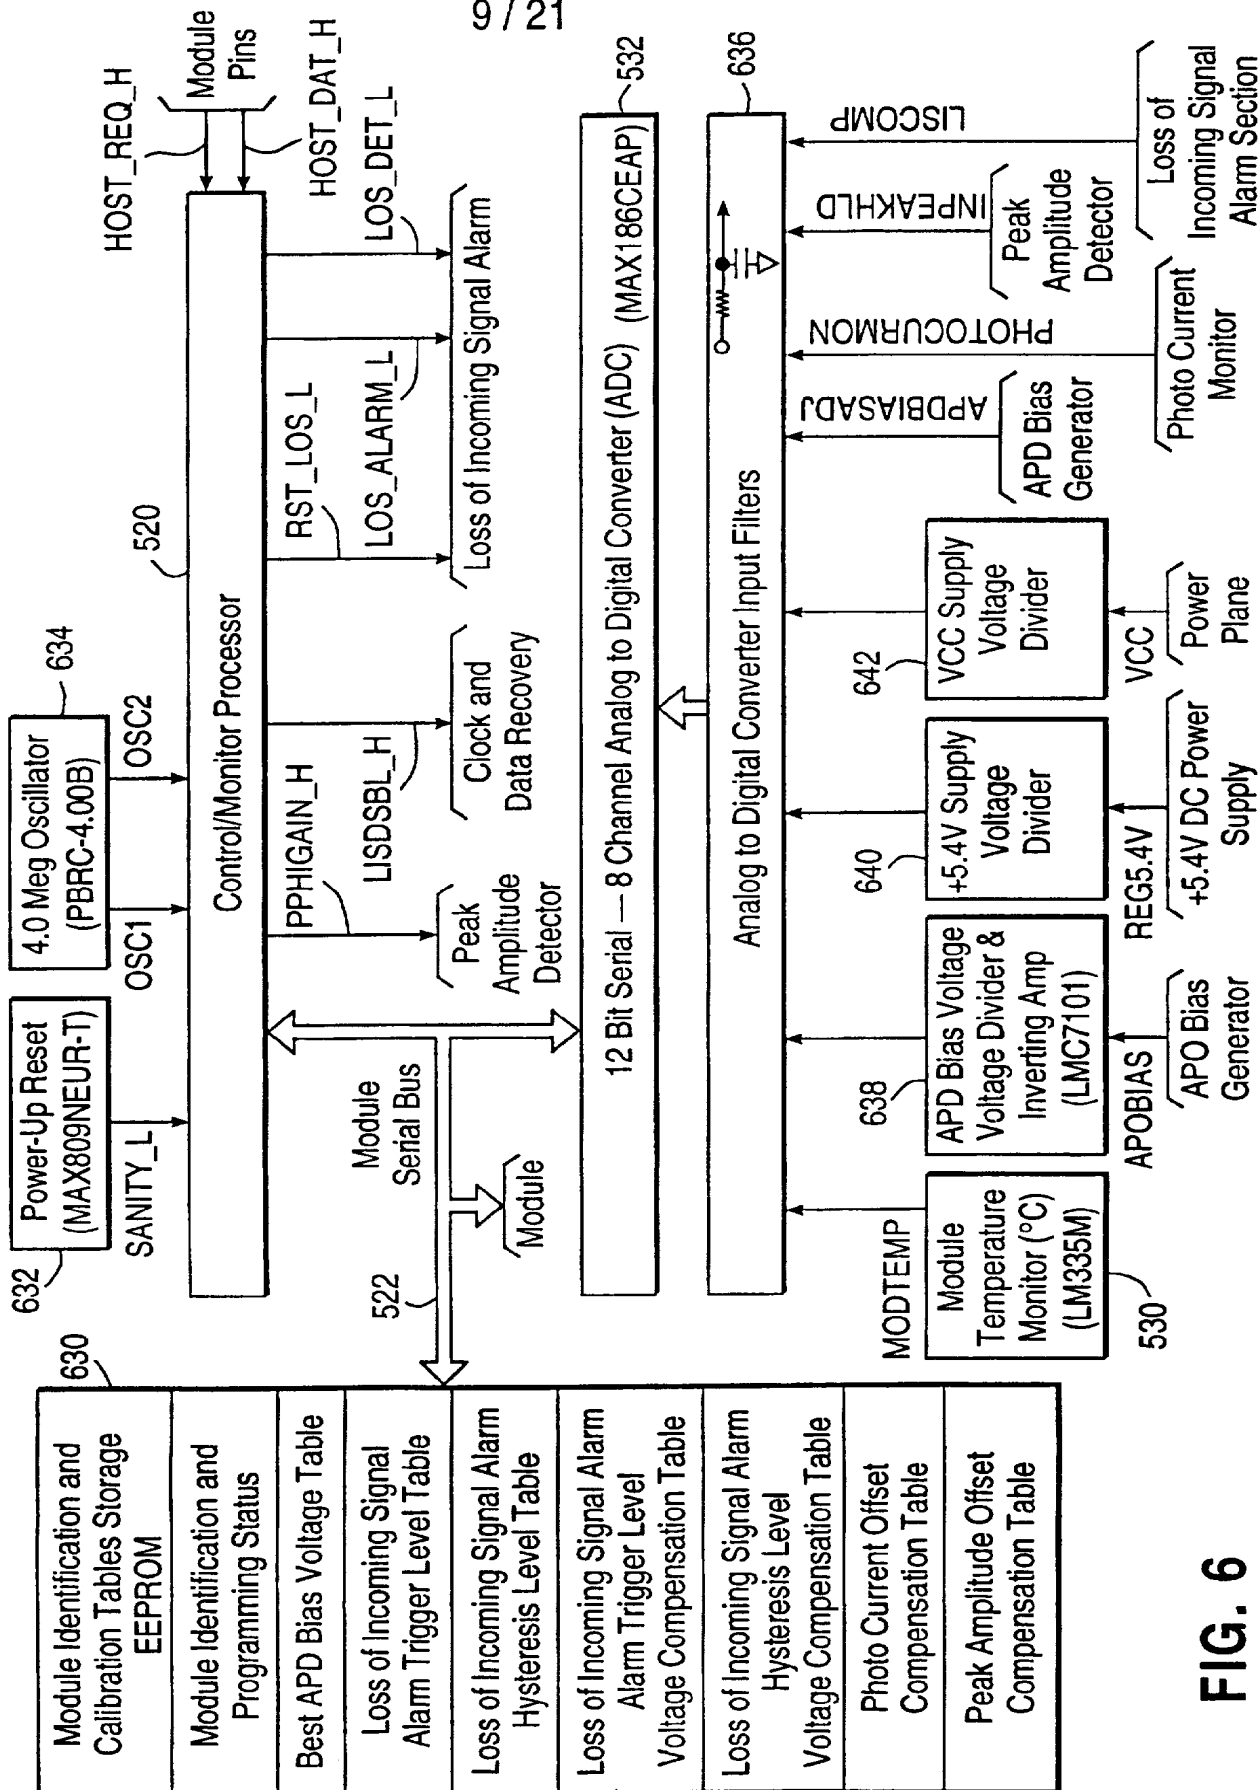 9 / 21
Module Identification and
Calibration Tables Storage
EEPROM
630
Module Identification and
Programming Status
Best APD Bias Voltage Table
Loss of Incoming Signal
Alarm Trigger Level Table
Loss of Incoming Signal Alarm
Hysteresis Level Table
Loss of Incoming Signal Alarm
Alarm Trigger Level
Voltage Compensation Table
Loss of Incoming Signal Alarm
Hysteresis Level
Voltage Compensation Table
Photo Current Offset
Compensation Table
Peak Amplitude Offset
Compensation Table
632
Power-Up Reset
(MAX809NEUR-T)
SANITY_L
4.0 Meg Oscillator
(PBRC-4.00B)
634
OSC1
OSC2
520
HOST_REQ_H
Module
Pins
HOST_DAT_H
Control/Monitor Processor
522
Module
Serial Bus
Module
PPHIGAIN_H
Peak
Amplitude
Detector
LISDSBL_H
Clock and
Data Recovery
RST_LOS_L
LOS_ALARM_L
LOS_DET_L
Loss of Incoming Signal Alarm
12 Bit Serial — 8 Channel Analog to Digital Converter (ADC) (MAX186CEAP)
532
Analog to Digital Converter Input Filters
636
MODTEMP
Module
Temperature
Monitor (°C)
(LM335M)
530
638
APD Bias Voltage
Voltage Divider &
Inverting Amp
(LMC7101)
APOBIAS
APO Bias
Generator
640
+5.4V Supply
Voltage
Divider
REG5.4V
+5.4V DC Power
Supply
642
VCC Supply
Voltage
Divider
VCC
Power
Plane
APDBIASADJ
APD Bias
Generator
PHOTOCURMON
Photo Current
Monitor
INPEAKHLD
Peak
Amplitude
Detector
LISCOMP
Loss of
Incoming Signal
Alarm Section
FIG. 6